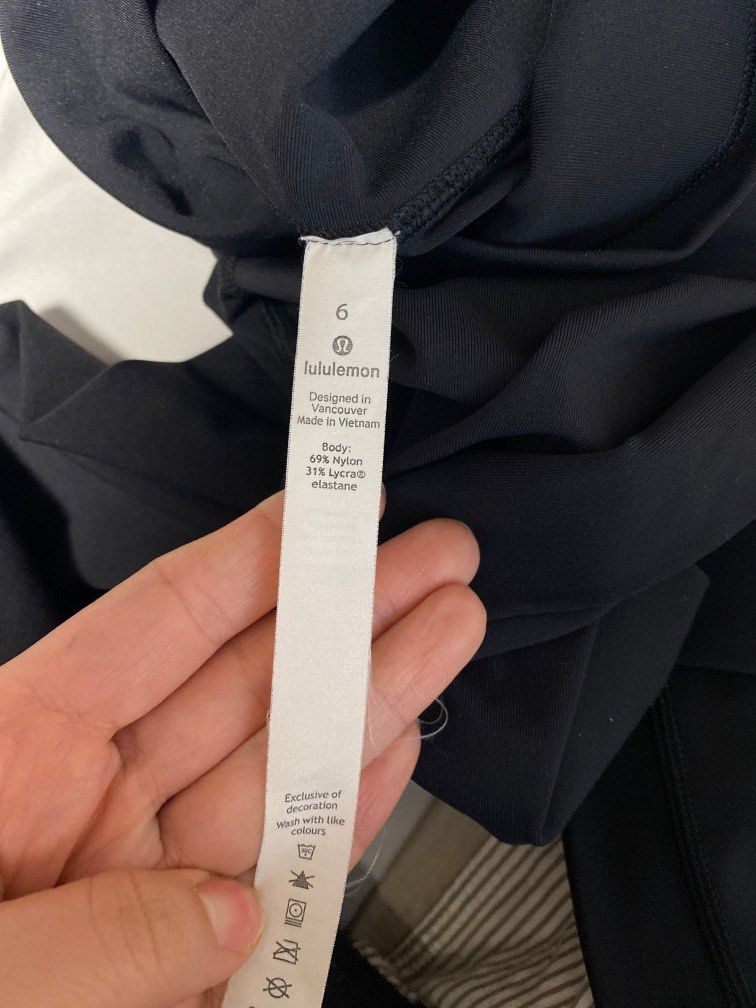 6
lululemon
Designed in
Vancouver
Made in Vietnam
Body:
69% Nylon
31% Lycra®
elastane
Exclusive of
decoration
Wash with like
colours